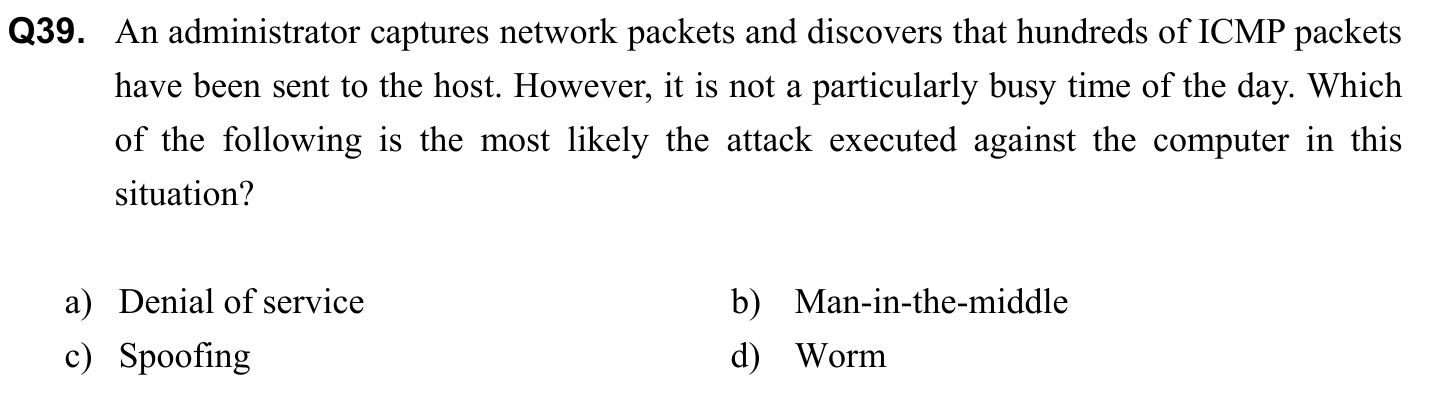 Q39. An administrator captures network packets and discovers that hundreds of ICMP packets
have been sent to the host. However, it is not a particularly busy time of the day. Which
of the following is the most likely the attack executed against the computer in this
situation?
a) Denial of service b) Man-in-the-middle
c) Spoofing d) Worm